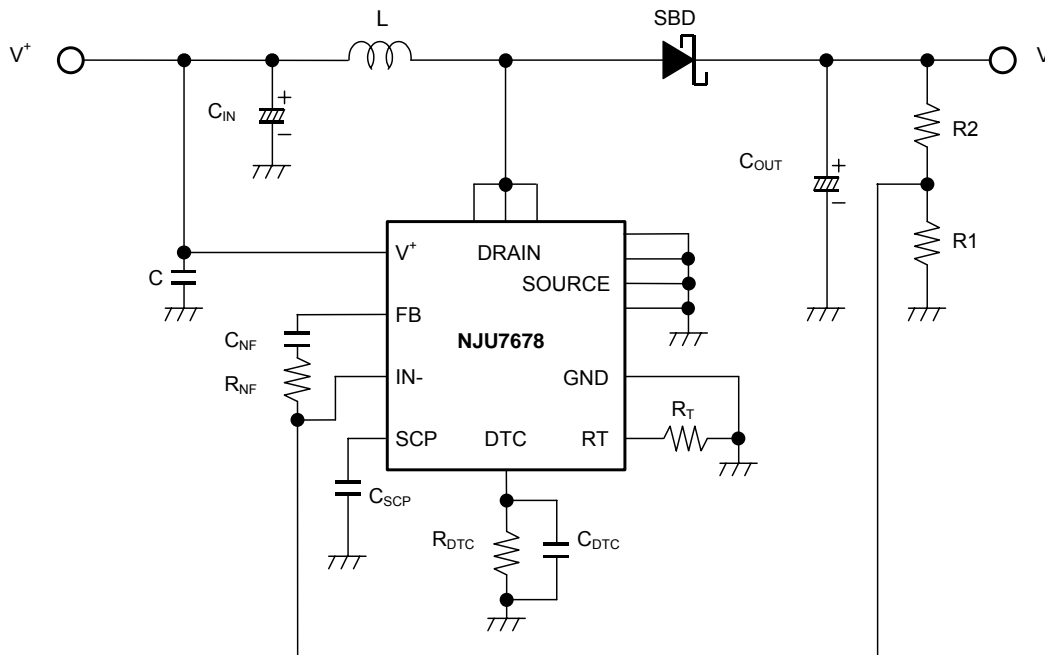 L
SBD
V+
V
CIN
+
−
R2
COUT
+
−
R1
V+
DRAIN
C
SOURCE
FB
NJU7678
CNF
RNF
IN-
GND
RT
SCP
DTC
RT
CSCP
RDTC
CDTC